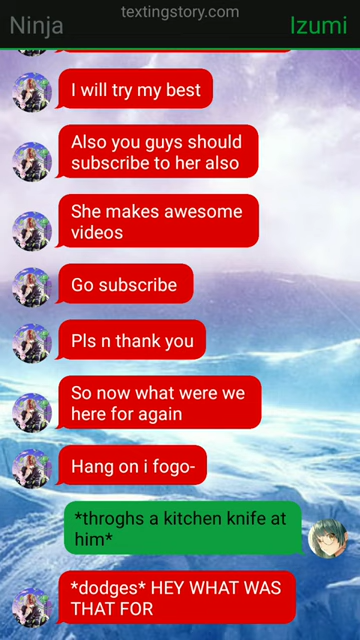 textingstory.com
Ninja
Izumi
I will try my best
Also you guys should
subscribe to her also
She makes awesome
videos
Go subscribe
Pls n thank you
So now what were we
here for again
Hang on i fogo-
*throghs a kitchen knife at
him*
*dodges* HEY WHAT WAS
THAT FOR